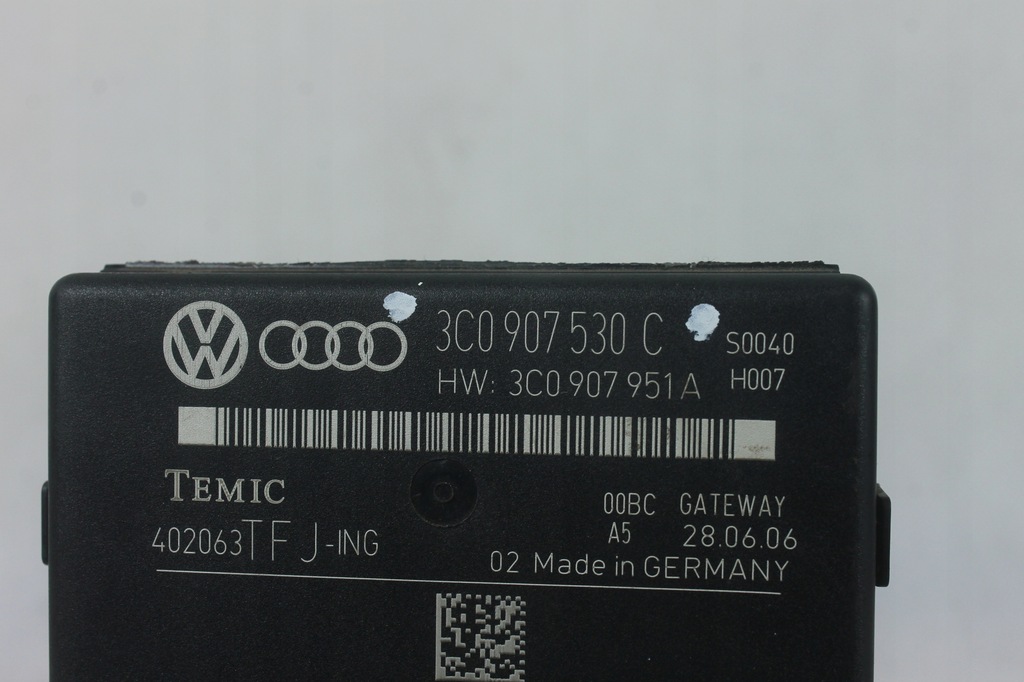 3C0 907 530 C
S0040
HW: 3C0 907 951 A
H007
TEMIC
00BC GATEWAY
A5 28.06.06
402063TF J-ING
02 Made in GERMANY